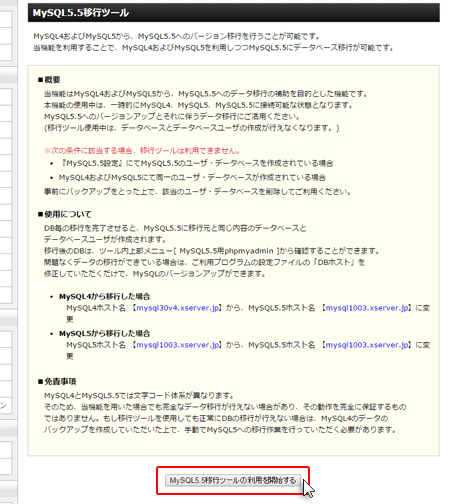 MySQL5.5移行ツール
MySQL4およびMySQL5から、MySQL5.5へのバージョン移行を行うことが可能です。
当機能を利用することで、MySQL4およびMySQL5を利用しつつMySQL5.5にデータベース移行が可能です。
■概要
当機能はMySQL4およびMySQL5から、MySQL5.5へのデータ移行の補助を目的とした機能です。
本機能の使用中は、一時的にMySQL4、MySQL5、MySQL5.5に接続可能な状態となります。
MySQL5.5へのバージョンアップとそれに伴うデータ移行にご活用ください。
(移行ツール使用中は、データベースとデータベースユーザの作成が行えなくなります。)
※次の条件に該当する場合、移行ツールは利用できません。
• 『MySQL5.5設定』にてMySQL5.5のユーザ・データベースを作成されている場合
• MySQL4およびMySQL5にて同一のユーザ・データベースが作成されている場合
事前にバックアップをとった上で、該当のユーザ・データベースを削除してご利用ください。
■使用について
DB毎の移行を完了させると、MySQL5.5に移行元と同じ内容のデータベースと
データベースユーザが作成されます。
移行後のDBは、ツール内上部メニュー[ MySQL5.5用phpmyadmin ]から確認することができます。
問題なくデータの移行ができている場合は、ご利用プログラムの設定ファイルの「DBホスト」を
修正していただくだけで、MySQLのバージョンアップができます。
• MySQL4から移行した場合
MySQL4ホスト名 【mysql30v4.xserver.jp】から、MySQL5.5ホスト名 【mysql1003.xserver.jp】に変
更
• MySQL5から移行した場合
MySQL5ホスト名 【mysql1003.xserver.jp】から、MySQL5.5ホスト名 【mysql1003.xserver.jp】に変
更
■免責事項
MySQL4とMySQL5.5では文字コード体系が異なります。
そのため、当機能を用いた場合でも完全なデータ移行が行えない場合があり、その動作を完全に保証するもの
ではありません。もし移行ツールを使用しても正常にDBの移行が行えない場合は、MySQL4のデータの
バックアップを作成していただいた上で、手動でMySQL5への移行作業を行っていただく必要があります。
ン
MySQL5.5移行ツールの利用を開始する